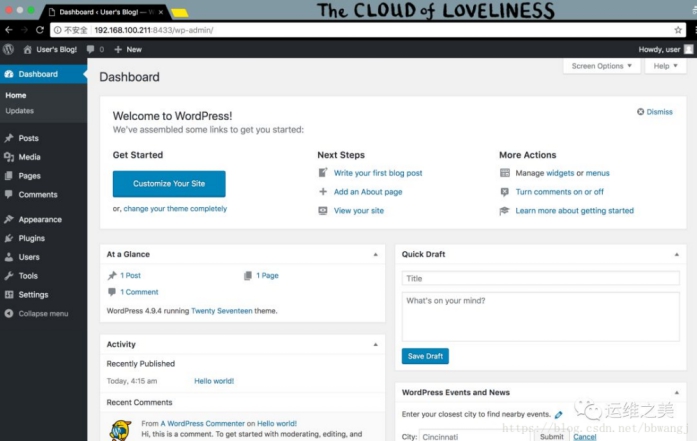 Dashboard ‹ User's Blog! — W
The CLOUD of LOVELINESS
不安全 192.168.100.211:8433/wp-admin/
User's Blog! 0 + New Howdy, user
Dashboard
Home
Updates
Posts
Media
Pages
Comments
Appearance
Plugins
Users
Tools
Settings
Collapse menu
Dashboard
Screen Options ▼ Help ▼
Welcome to WordPress!
Dismiss
We've assembled some links to get you started:
Get Started
Customize Your Site
or, change your theme completely
Next Steps
Write your first blog post
Add an About page
View your site
More Actions
Manage widgets or menus
Turn comments on or off
Learn more about getting started
At a Glance
1 Post 1 Page
1 Comment
WordPress 4.9.4 running Twenty Seventeen theme.
Activity
Recently Published
Today, 4:15 am Hello world!
Recent Comments
From A WordPress Commenter on Hello world!
Hi, this is a comment. To get started with moderating, editing, and
Quick Draft
Title
What's on your mind?
Save Draft
WordPress Events and News
Enter your closest city to find nearby events.
City: Cincinnati Submit Cancel
运维之美
https://blog.csdn.net/bbwangj